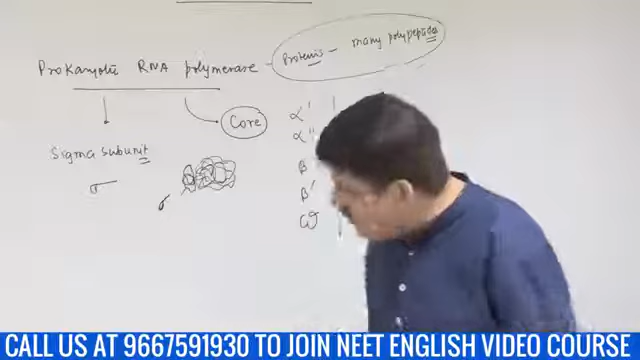 Proteins - many polypeptides
Prokaryotic RNA polymerase -
Core
α'
α"
β
β'
ω
Sigma subunit
σ
σ
CALL US AT 9667591930 TO JOIN NEET ENGLISH VIDEO COURSE